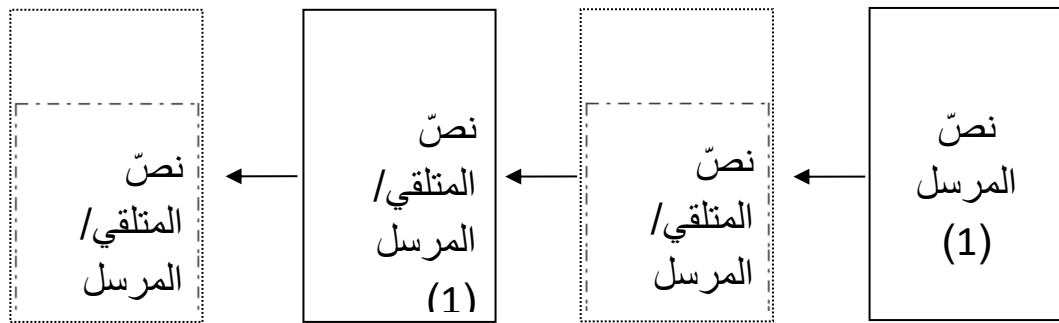 نصّ
المرسل
(1)
نصّ
المتلقي/
المرسل
نصّ
المتلقي/
المرسل
(1)
نصّ
المتلقي/
المرسل